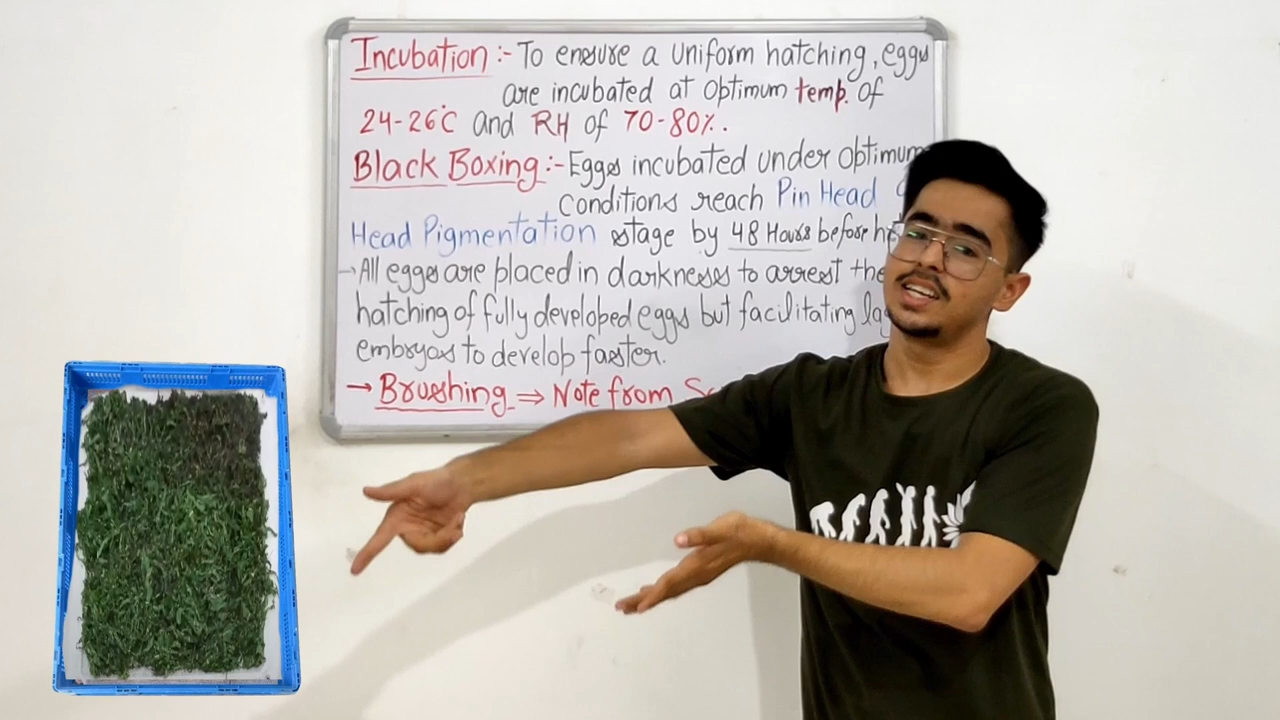 Incubation :- To ensure a uniform hatching, eggs
are incubated at optimum temp. of
24-26°C and RH of 70-80%.
Black Boxing :- Eggs incubated under optimum
conditions reach Pin Head
Head Pigmentation stage by 48 Hours before
→ All eggs are placed in darkness to arrest the
hatching of fully developed eggs but facilitating
embryos to develop faster.
→ Brushing ⇒ Note from